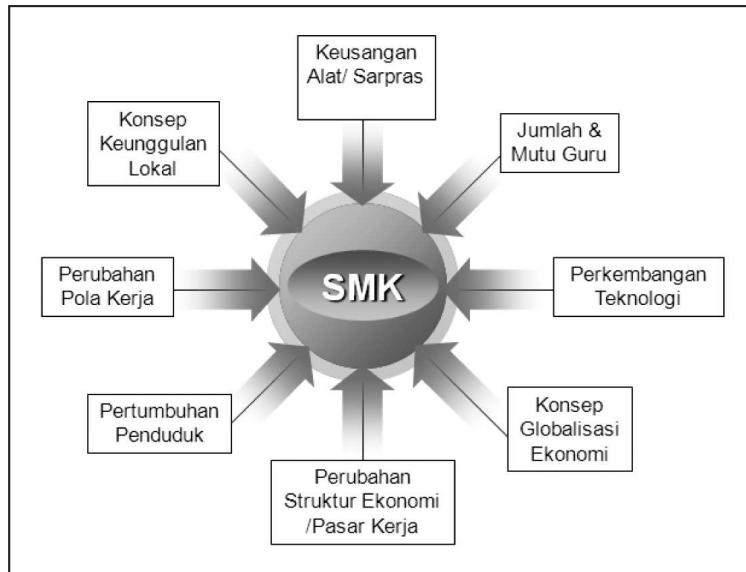 Keusangan
Alat/ Sarpras
Konsep
Keunggulan
Lokal
Jumlah &
Mutu Guru
Perubahan
Pola Kerja
SMK
Perkembangan
Teknologi
Pertumbuhan
Penduduk
Konsep
Globalisasi
Ekonomi
Perubahan
Struktur Ekonomi
/Pasar Kerja